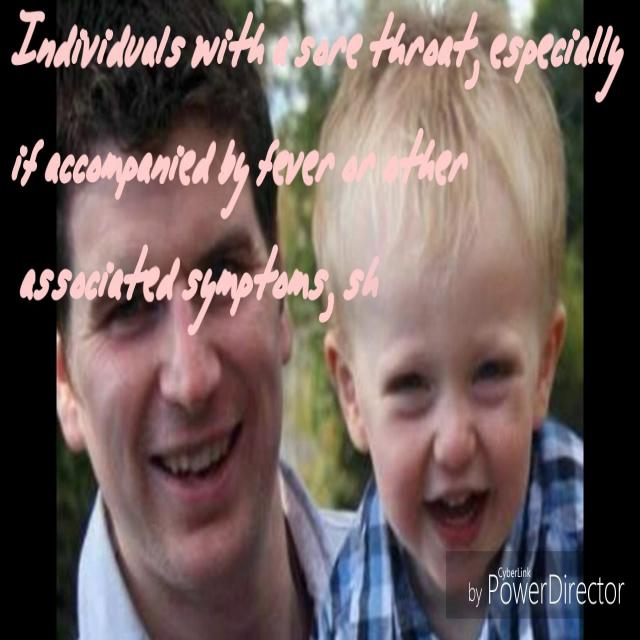 Individuals with a sore throat, especially
if accompanied by fever or other
associated symptoms, sh
CyberLink
by PowerDirector